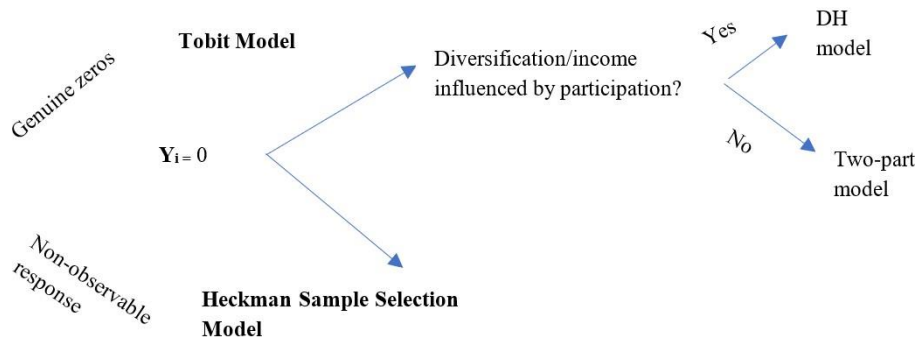 Genuine zeros
Tobit Model
Diversification/income
influenced by participation?
Yes
DH
model
Yi = 0
No
Two-part
model
Non-observable
response
Heckman Sample Selection
Model